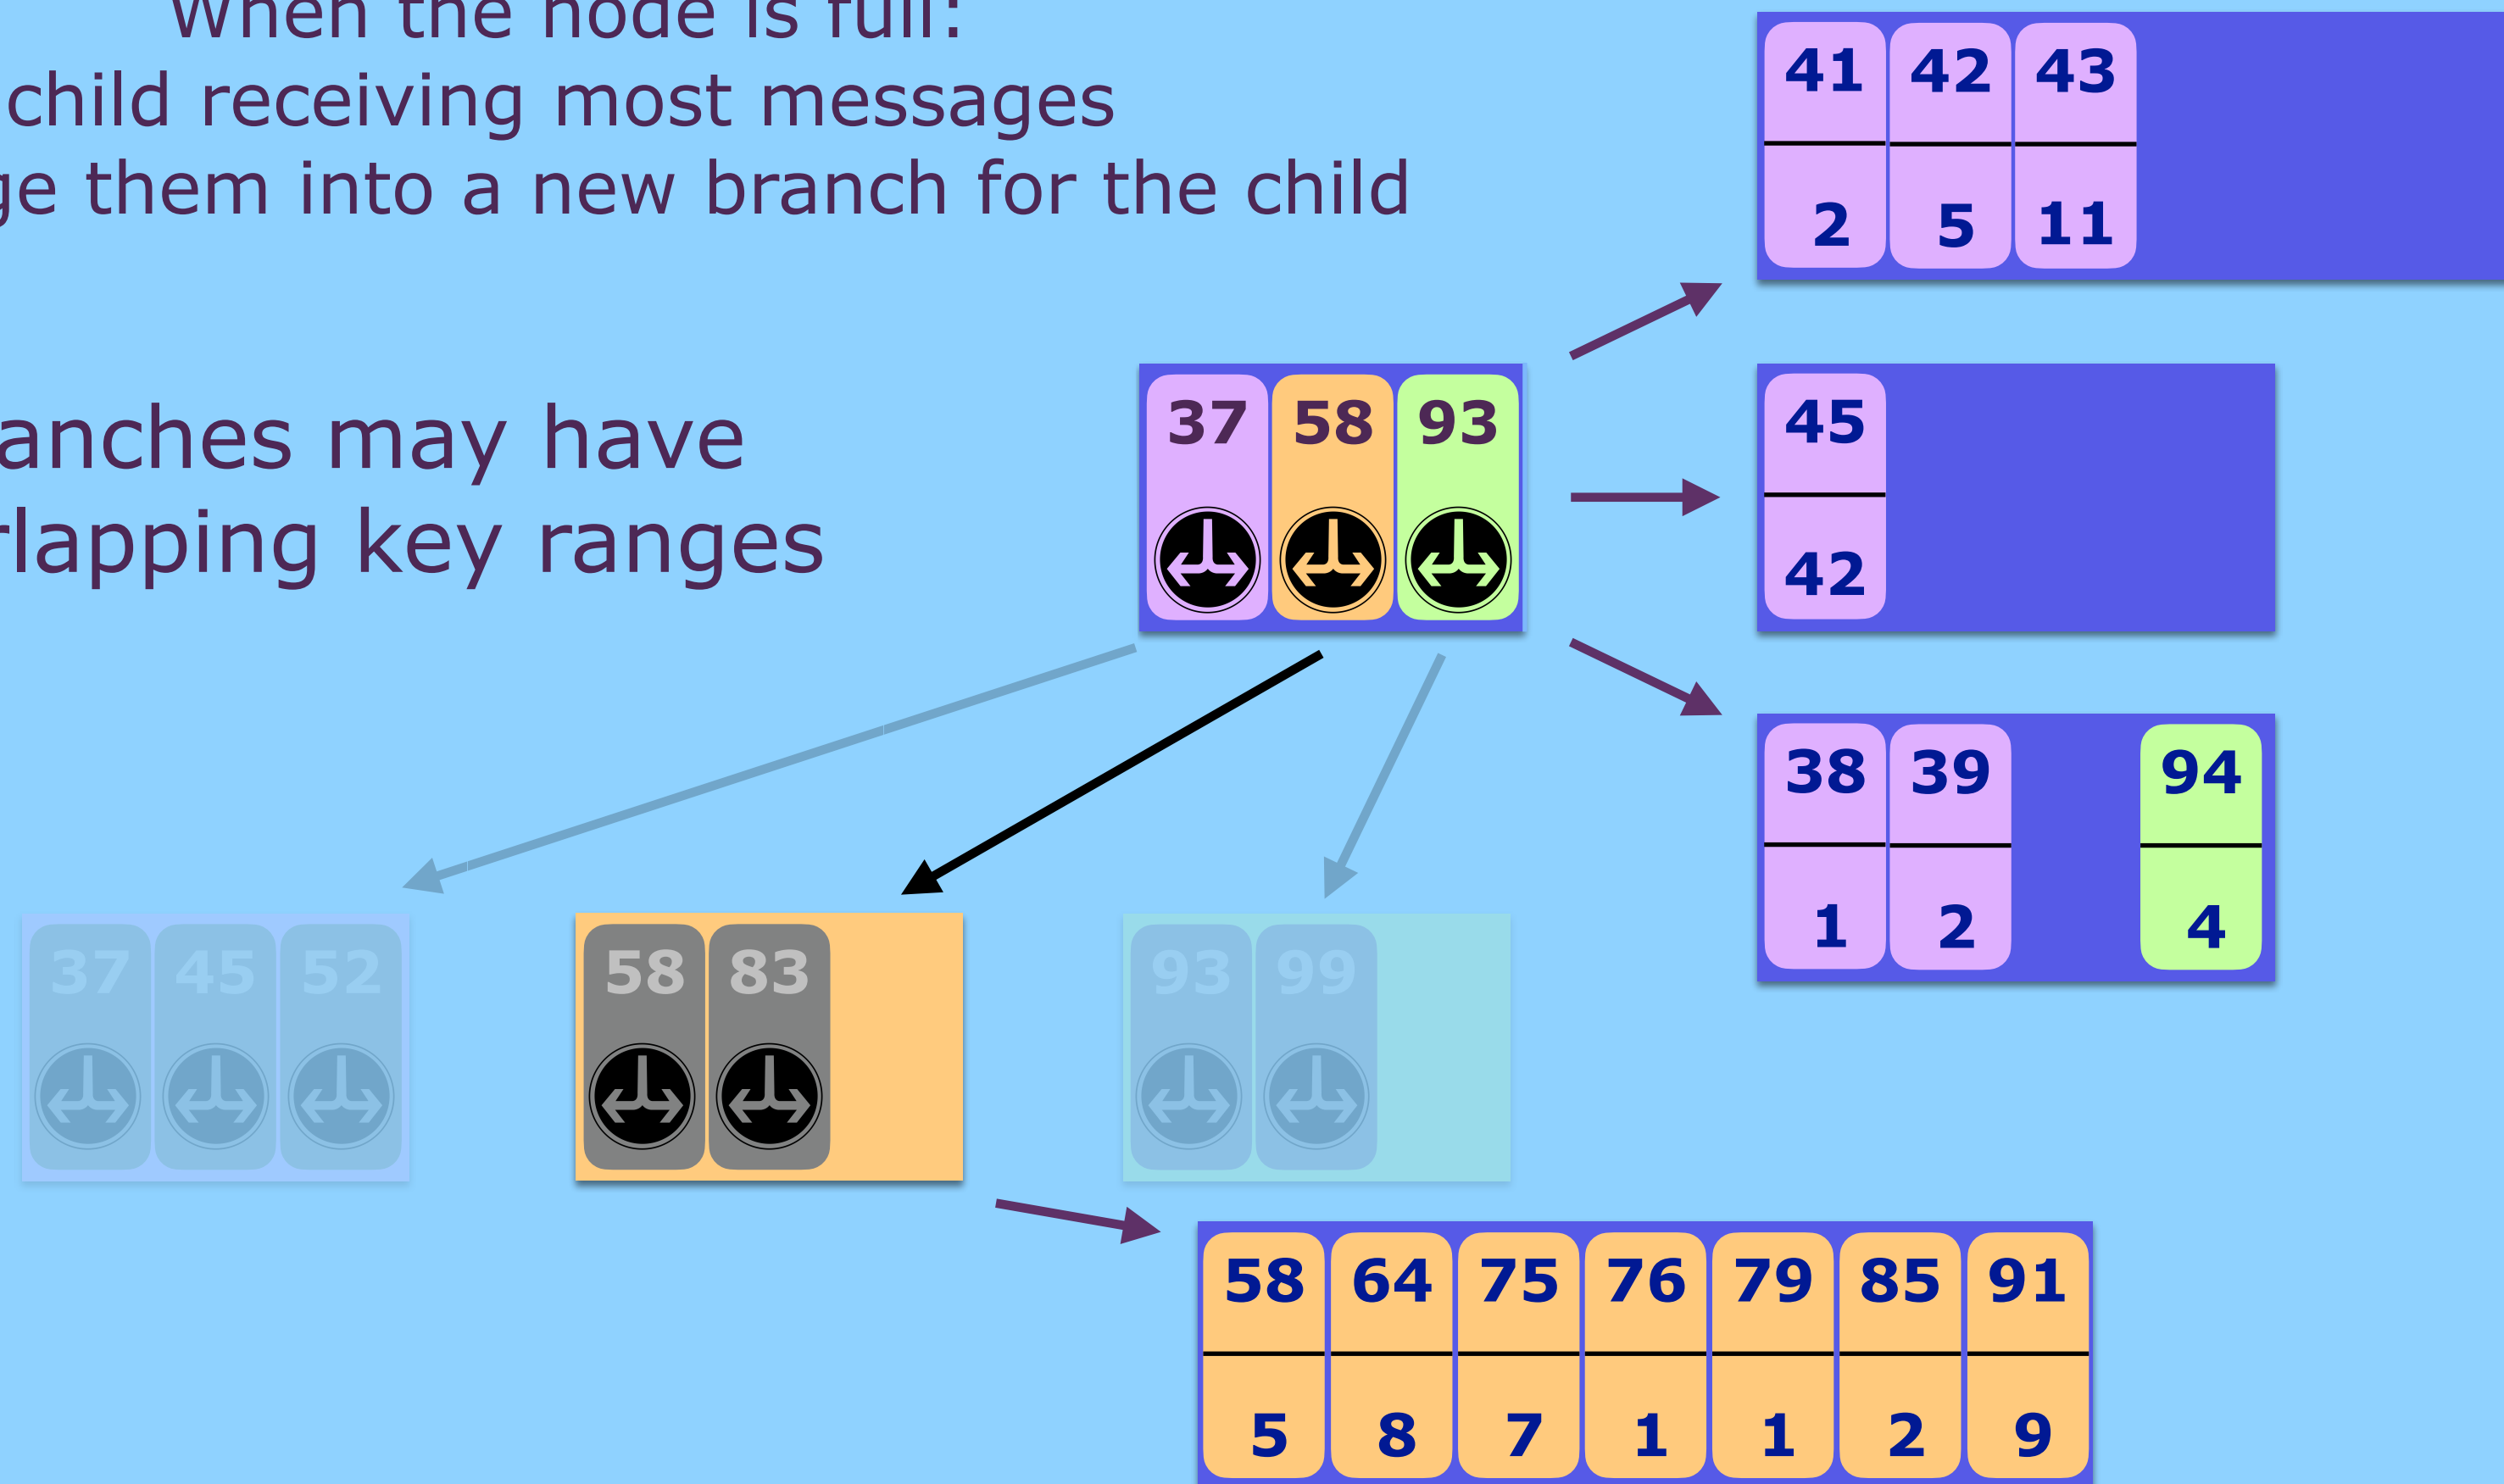 When the node is full:
child receiving most messages
ge them into a new branch for the child
41 42 43
2 5 11
37 58 93
45
42
anches may have
rlapping key ranges
38 39 94
1 2 4
37 45 52
58 83
93 99
58 64 75 76 79 85 91
5 8 7 1 1 2 9